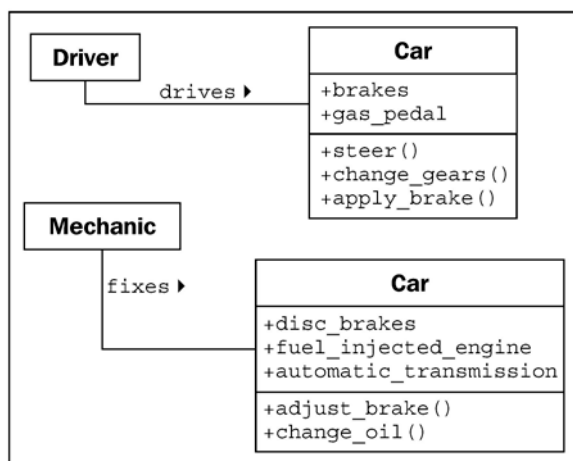 Driver
Car
drives
+brakes
+gas_pedal
+steer()
+change_gears()
+apply_brake()
Mechanic
fixes
Car
+disc_brakes
+fuel_injected_engine
+automatic_transmission
+adjust_brake()
+change_oil()